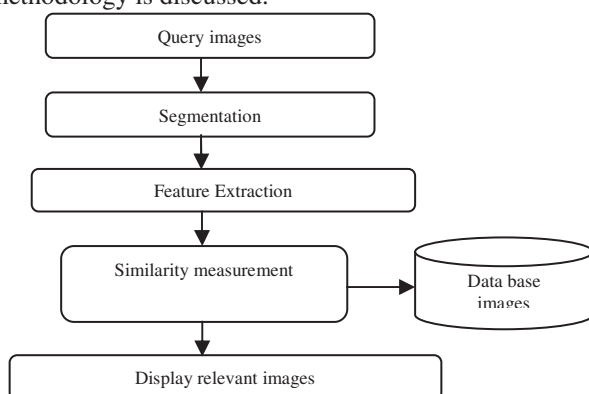 methodology is discussed.
Query images
Segmentation
Feature Extraction
Similarity measurement
Data base
images
Display relevant images